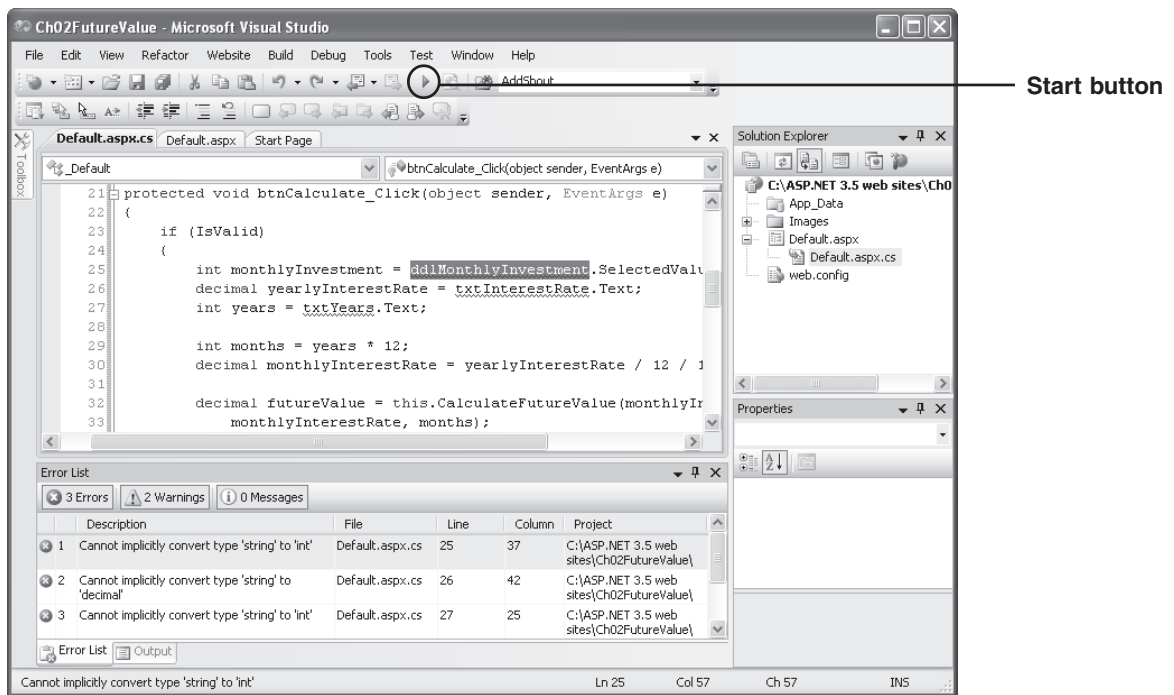 Ch02FutureValue - Microsoft Visual Studio
File Edit View Refactor Website Build Debug Tools Test Window Help
AddShout
Start button
Default.aspx.cs Default.aspx Start Page
Toolbox
_Default
btnCalculate_Click(object sender, EventArgs e)
21 protected void btnCalculate_Click(object sender, EventArgs e)
22 {
23 if (IsValid)
24 {
25 int monthlyInvestment = ddlMonthlyInvestment.SelectedValu
26 decimal yearlyInterestRate = txtInterestRate.Text;
27 int years = txtYears.Text;
28
29 int months = years * 12;
30 decimal monthlyInterestRate = yearlyInterestRate / 12 / 1
31
32 decimal futureValue = this.CalculateFutureValue(monthlyIn
33 monthlyInterestRate, months);
Solution Explorer
C:\ASP.NET 3.5 web sites\Ch0
App_Data
Images
Default.aspx
Default.aspx.cs
web.config
Properties
Error List
3 Errors 2 Warnings 0 Messages
Description File Line Column Project
1 Cannot implicitly convert type 'string' to 'int' Default.aspx.cs 25 37 C:\ASP.NET 3.5 web
sites\Ch02FutureValue\
2 Cannot implicitly convert type 'string' to Default.aspx.cs 26 42 C:\ASP.NET 3.5 web
'decimal' sites\Ch02FutureValue\
3 Cannot implicitly convert type 'string' to 'int' Default.aspx.cs 27 25 C:\ASP.NET 3.5 web
sites\Ch02FutureValue\
Error List Output
Cannot implicitly convert type 'string' to 'int' Ln 25 Col 57 Ch 57 INS